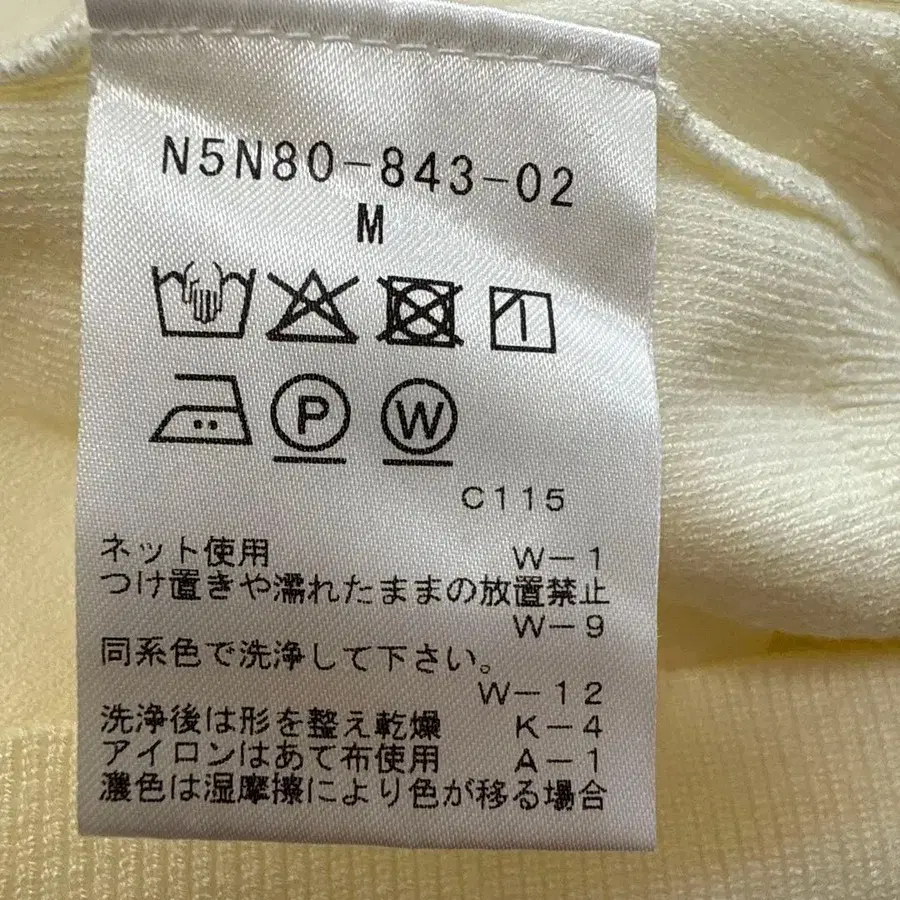 N5N80-843-02
M
P W
C115
ネット使用 W-1
つけ置きや濡れたままの放置禁止
W-9
同系色で洗浄して下さい。
W-12
洗浄後は形を整え乾燥 K-4
アイロンはあて布使用 A-1
濃色は湿摩擦により色が移る場合